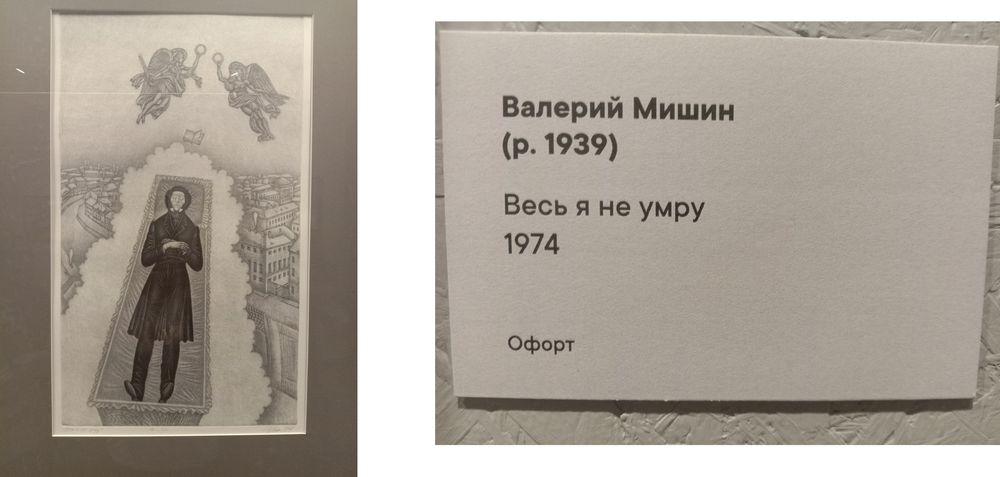 Валерий Мишин
(р. 1939)
Весь я не умру
1974
Офорт